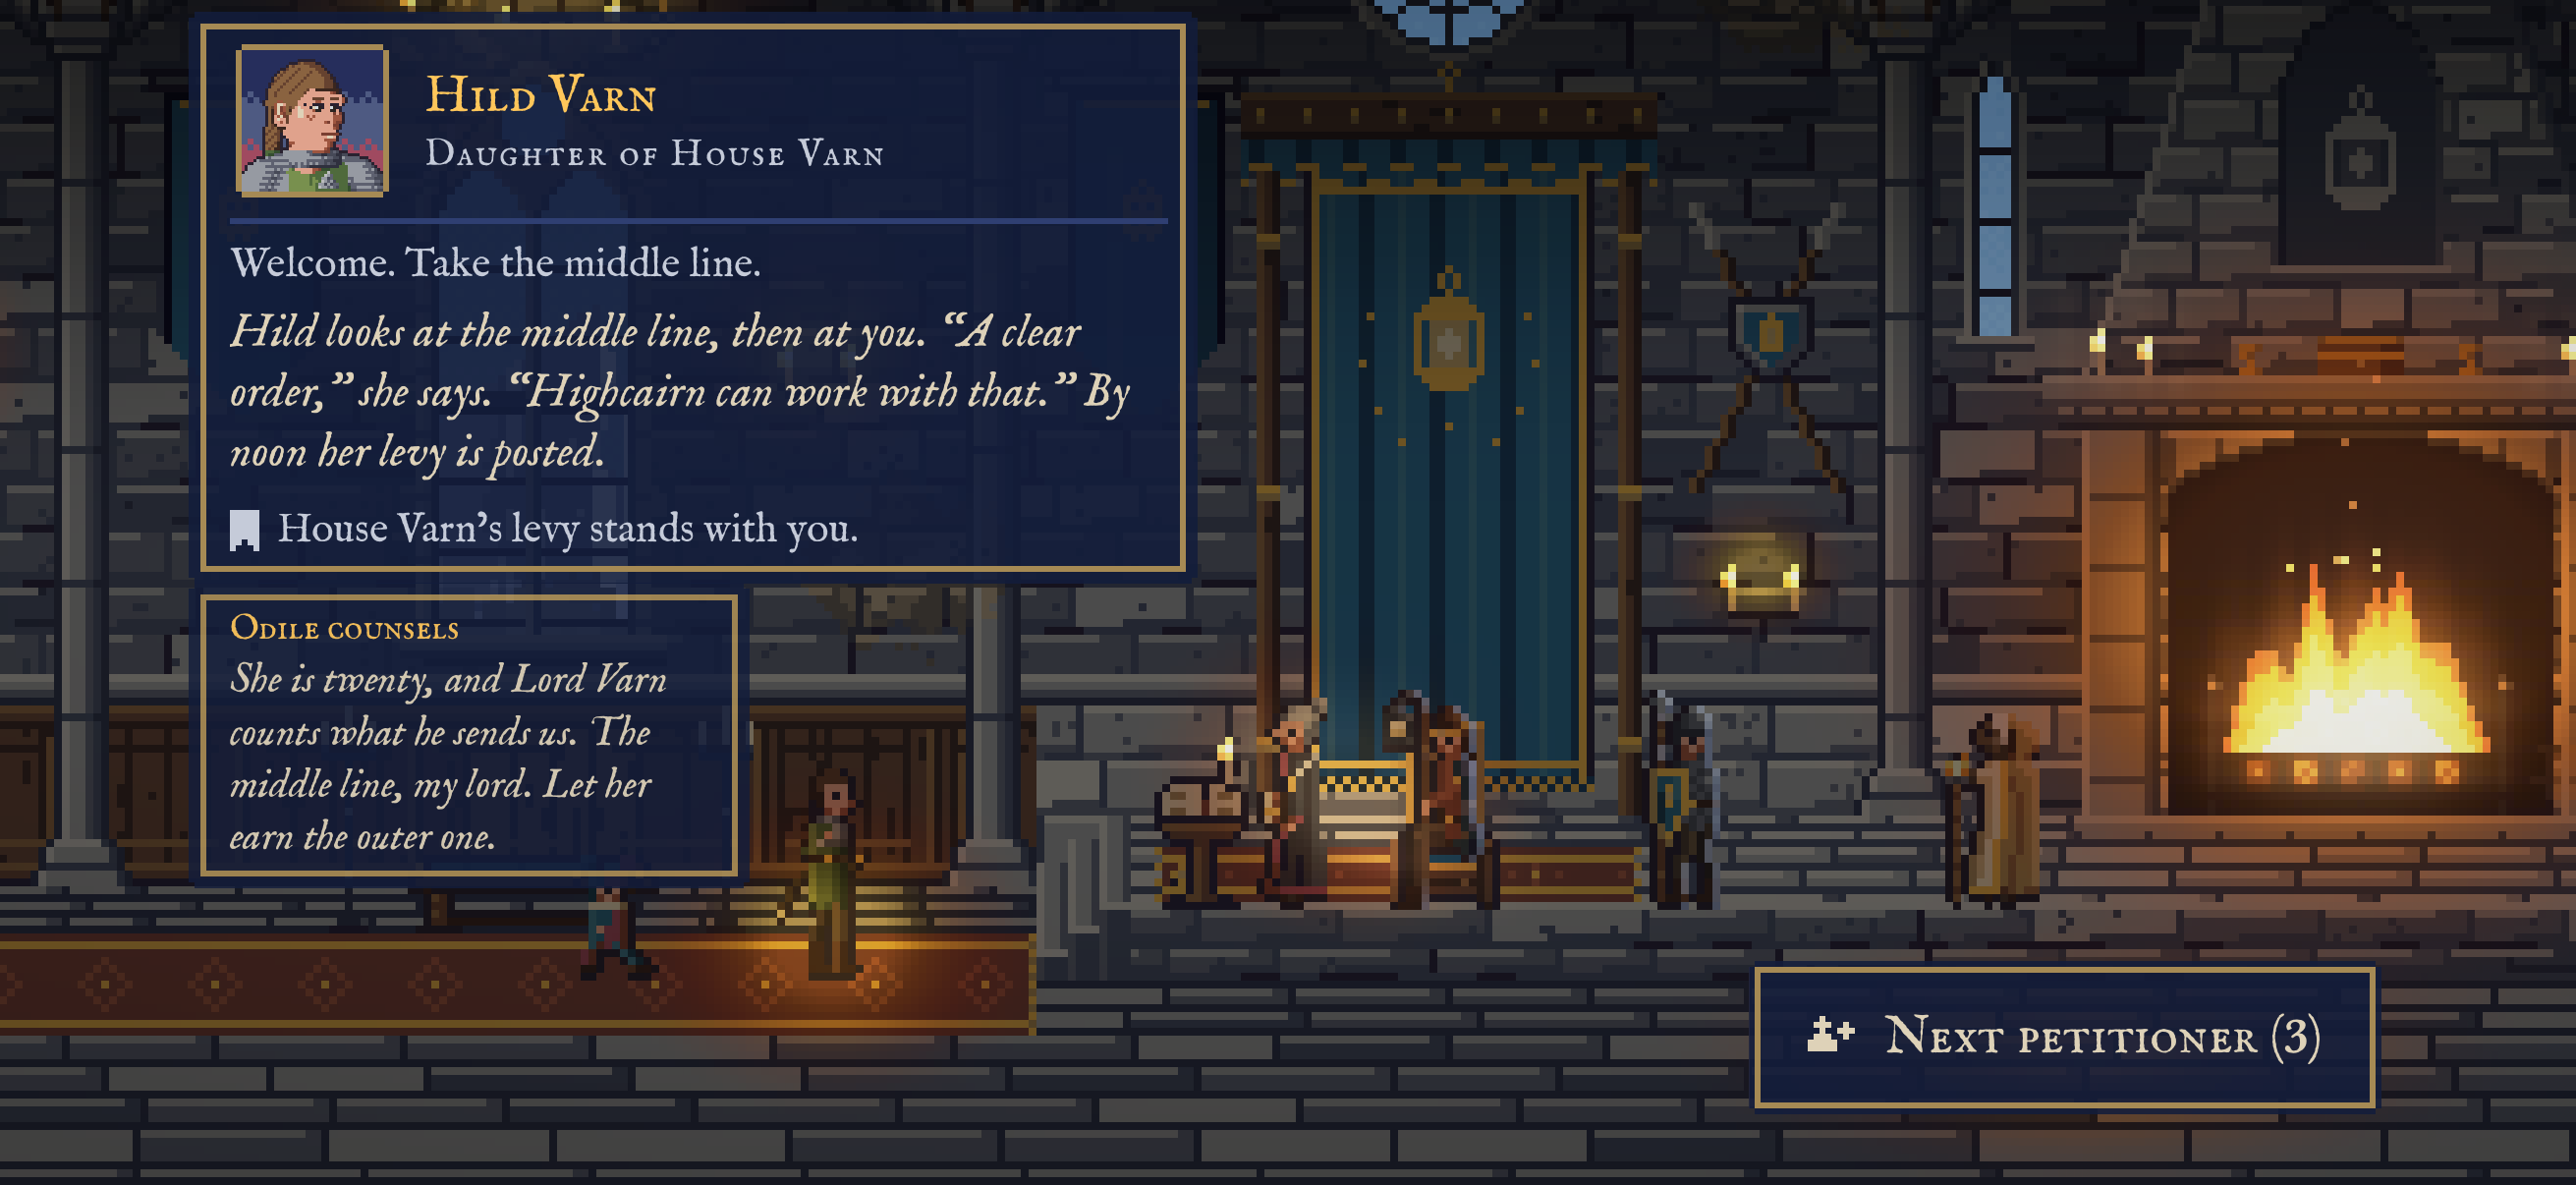 Hild Varn
Daughter of House Varn
Welcome. Take the middle line.
Hild looks at the middle line, then at you. “A clear
order,” she says. “Highcairn can work with that.” By
noon her levy is posted.
House Varn’s levy stands with you.
Odile counsels
She is twenty, and Lord Varn
counts what he sends us. The
middle line, my lord. Let her
earn the outer one.
Next petitioner (3)